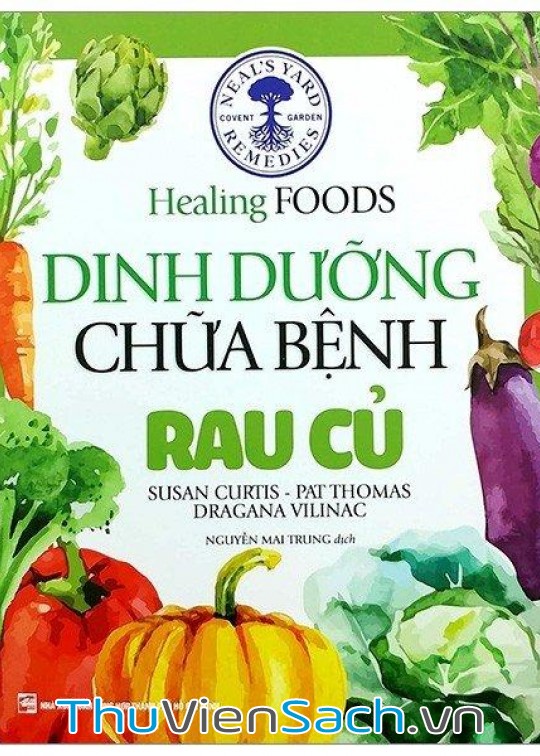 NEAL'S YARD
COVENT GARDEN
REMEDIES
Healing FOODS
DINH DƯỠNG
CHỮA BỆNH
RAU CỦ
SUSAN CURTIS - PAT THOMAS
DRAGANA VILINAC
NGUYỄN MAI TRUNG dịch
ThuVienSach.vn